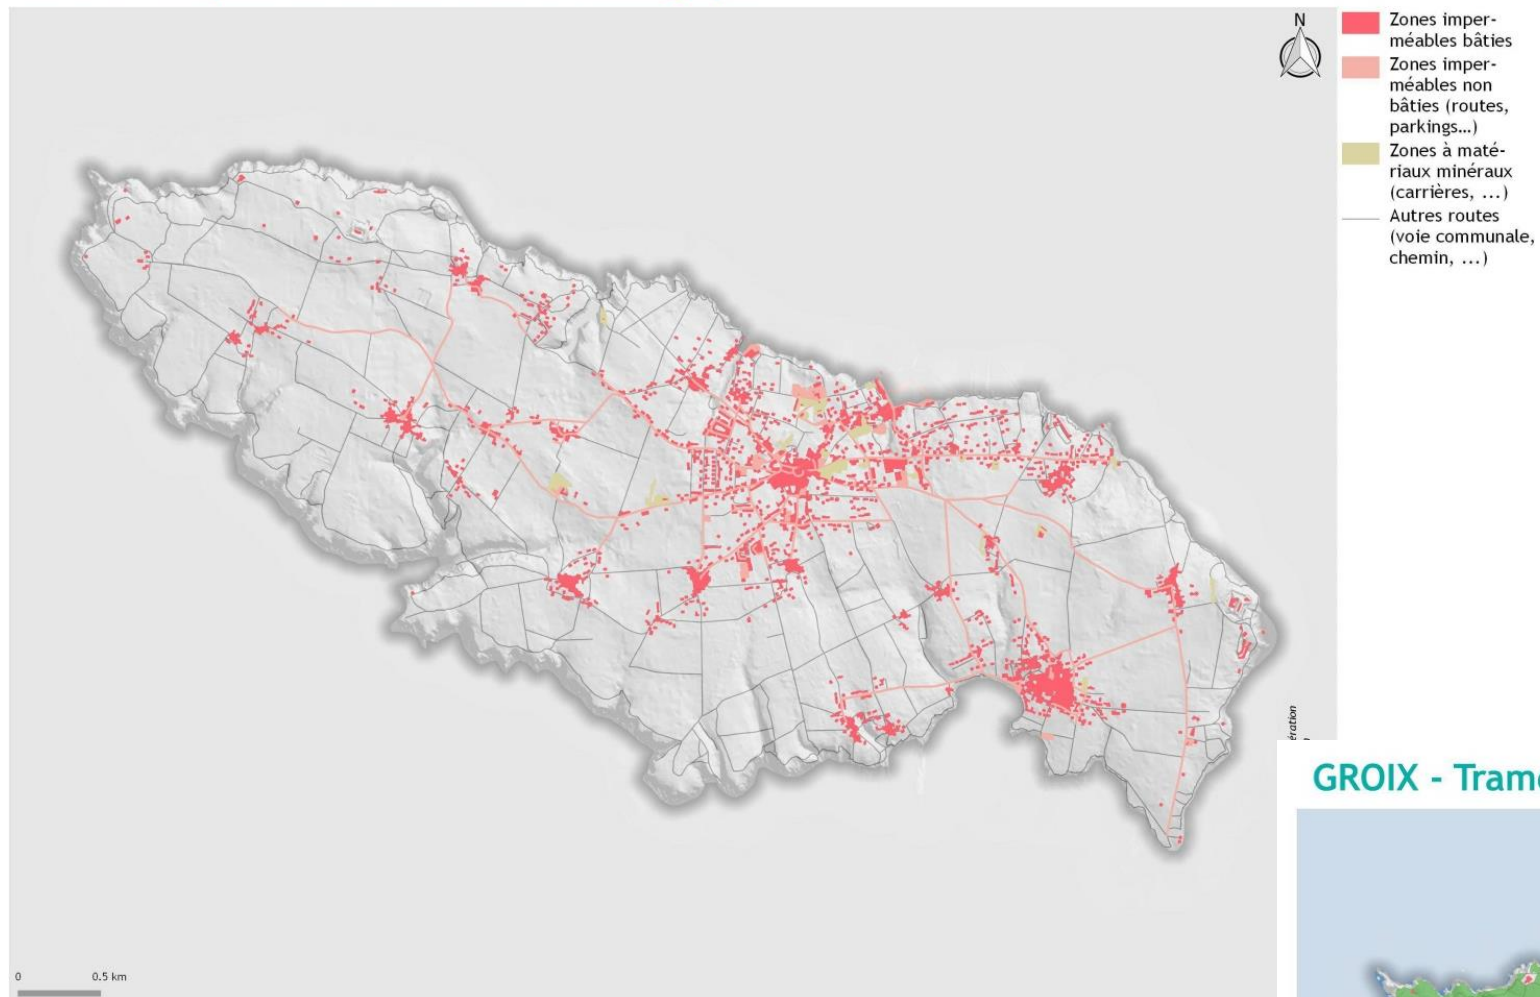 N
Zones imper-
méables bâties
Zones imper-
méables non
bâties (routes,
parkings...)
Zones à maté-
riaux minéraux
(carrières, ...)
Autres routes
(voie communale,
chemin, ...)
GROIX - Tram
0 0.5 km